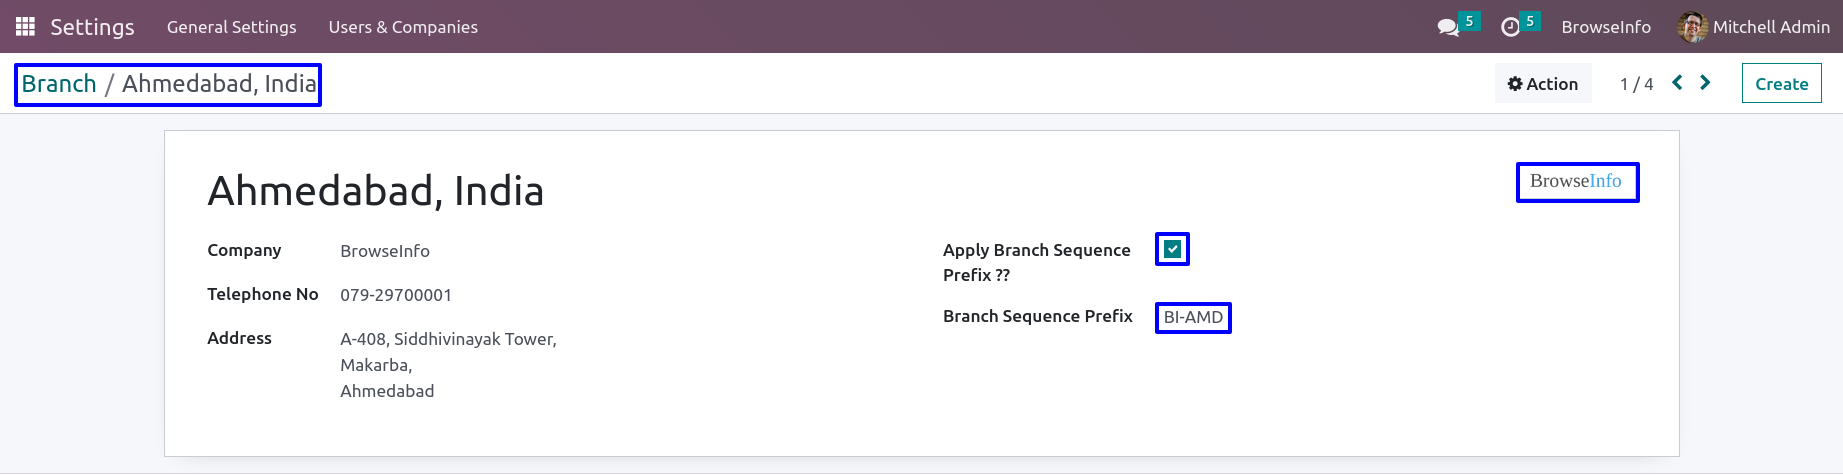 Settings General Settings Users & Companies 5 5 BrowseInfo Mitchell Admin
Branch / Ahmedabad, India Action 1 / 4 Create
Ahmedabad, India
BrowseInfo
Company BrowseInfo
Telephone No 079-29700001
Address A-408, Siddhivinayak Tower,
Makarba,
Ahmedabad
Apply Branch Sequence
Prefix ??
Branch Sequence Prefix BI-AMD